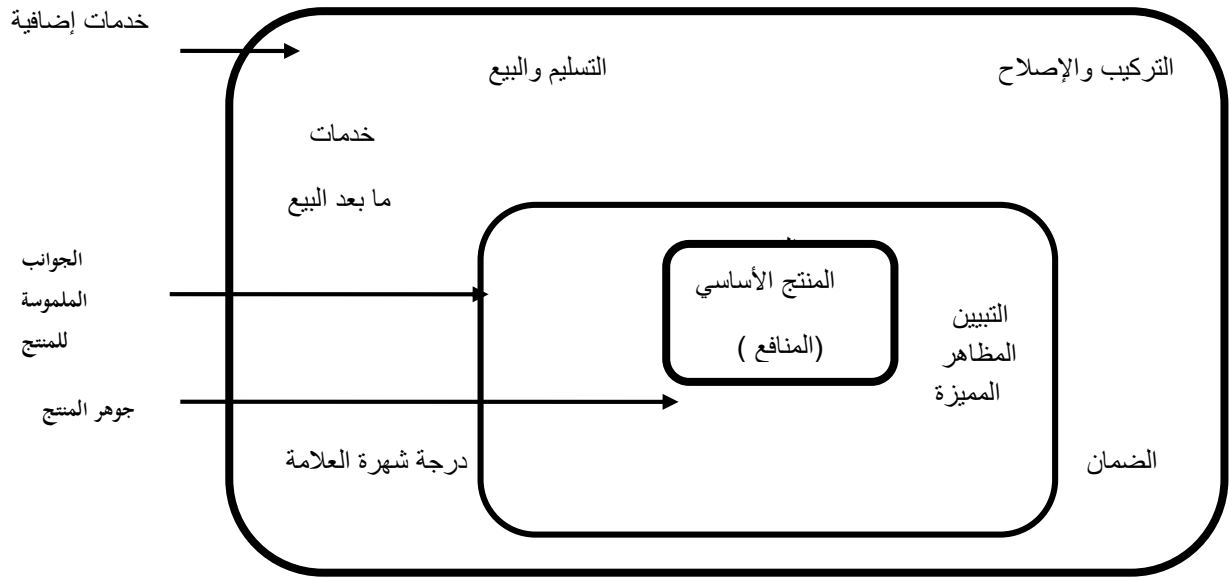 خدمات إضافية
التسليم والبيع
التركيب والإصلاح
خدمات
ما بعد البيع
الجوانب
الملموسة
للمنتج
المنتج الأساسي
(المنافع )
التبيين
المظاهر
المميزة
جوهر المنتج
درجة شهرة العلامة
الضمان